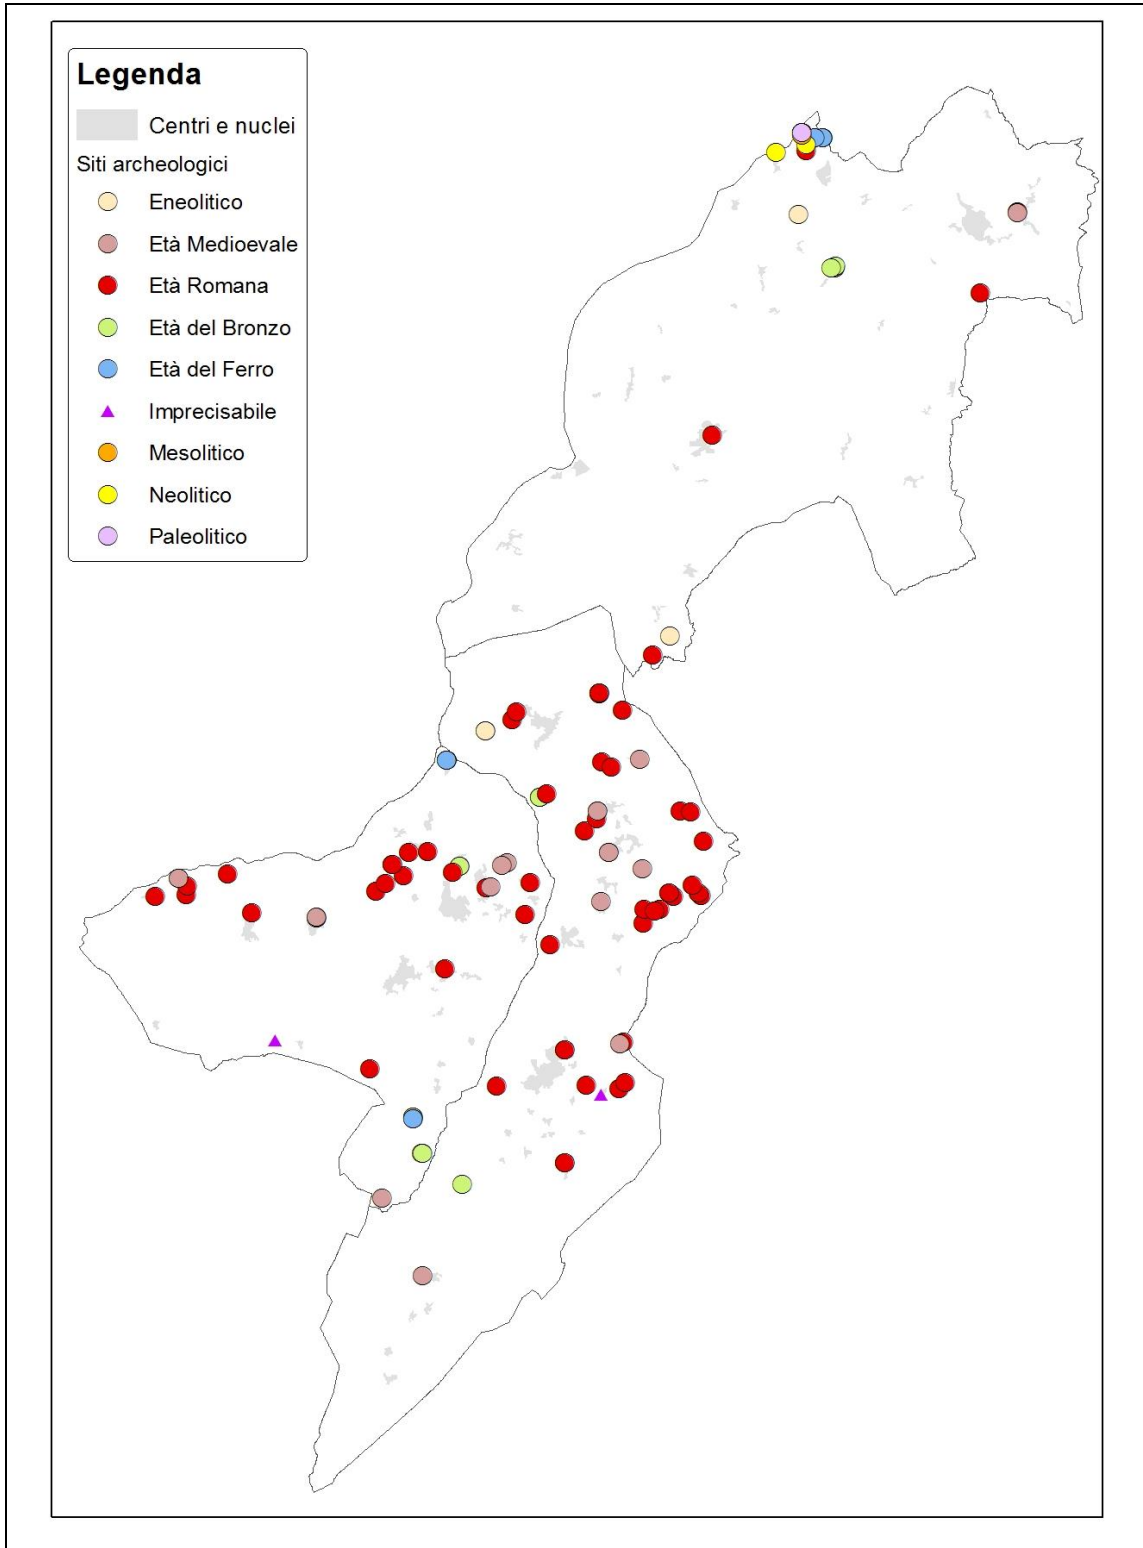 Legenda
Centri e nuclei
Siti archeologici
Eneolitico
Età Medioevale
Età Romana
Età del Bronzo
Età del Ferro
Imprecisabile
Mesolitico
Neolitico
Paleolitico